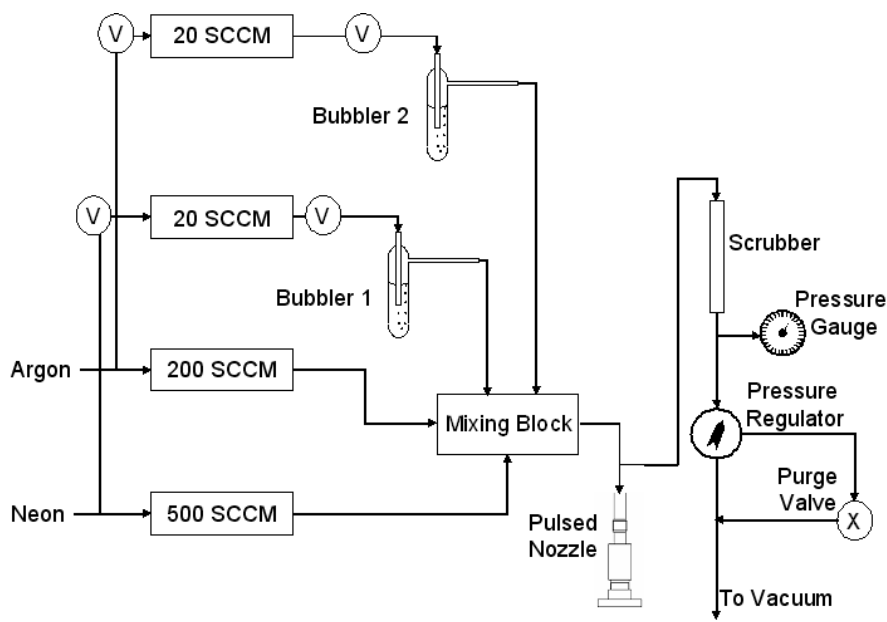 V
20 SCCM
V
Bubbler 2
V
20 SCCM
V
Bubbler 1
Scrubber
Pressure
Gauge
Argon
200 SCCM
Mixing Block
Pressure
Regulator
Neon
500 SCCM
Pulsed
Nozzle
Purge
Valve
X
To Vacuum